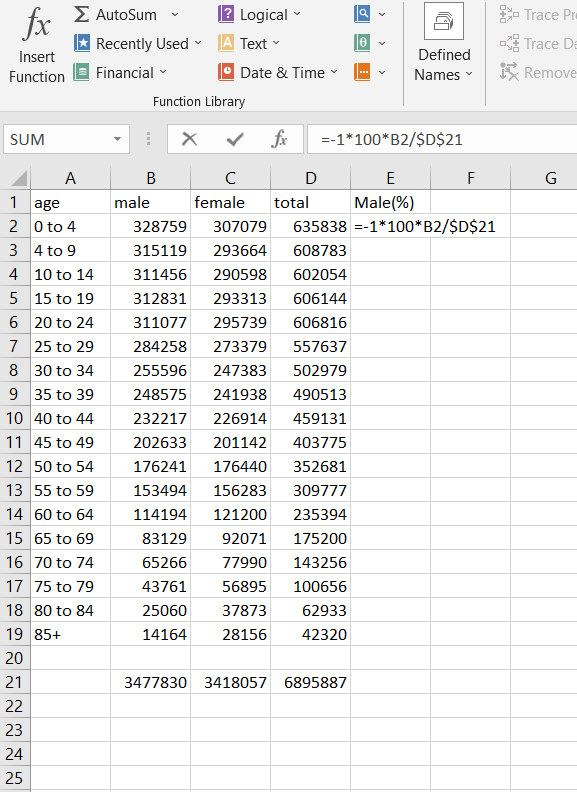 fx
Insert
Function
Σ AutoSum
Recently Used
Financial
Logical
Text
Date & Time
Function Library
Defined
Names
Trace
Trace
Remove
SUM
fx
=-1*100*B2/$D$21
A B C D E F G
1 age male female total Male(%)
2 0 to 4 328759 307079 635838 =-1*100*B2/$D$21
3 4 to 9 315119 293664 608783
4 10 to 14 311456 290598 602054
5 15 to 19 312831 293313 606144
6 20 to 24 311077 295739 606816
7 25 to 29 284258 273379 557637
8 30 to 34 255596 247383 502979
9 35 to 39 248575 241938 490513
10 40 to 44 232217 226914 459131
11 45 to 49 202633 201142 403775
12 50 to 54 176241 176440 352681
13 55 to 59 153494 156283 309777
14 60 to 64 114194 121200 235394
15 65 to 69 83129 92071 175200
16 70 to 74 65266 77990 143256
17 75 to 79 43761 56895 100656
18 80 to 84 25060 37873 62933
19 85+ 14164 28156 42320
20
21 3477830 3418057 6895887
22
23
24
25